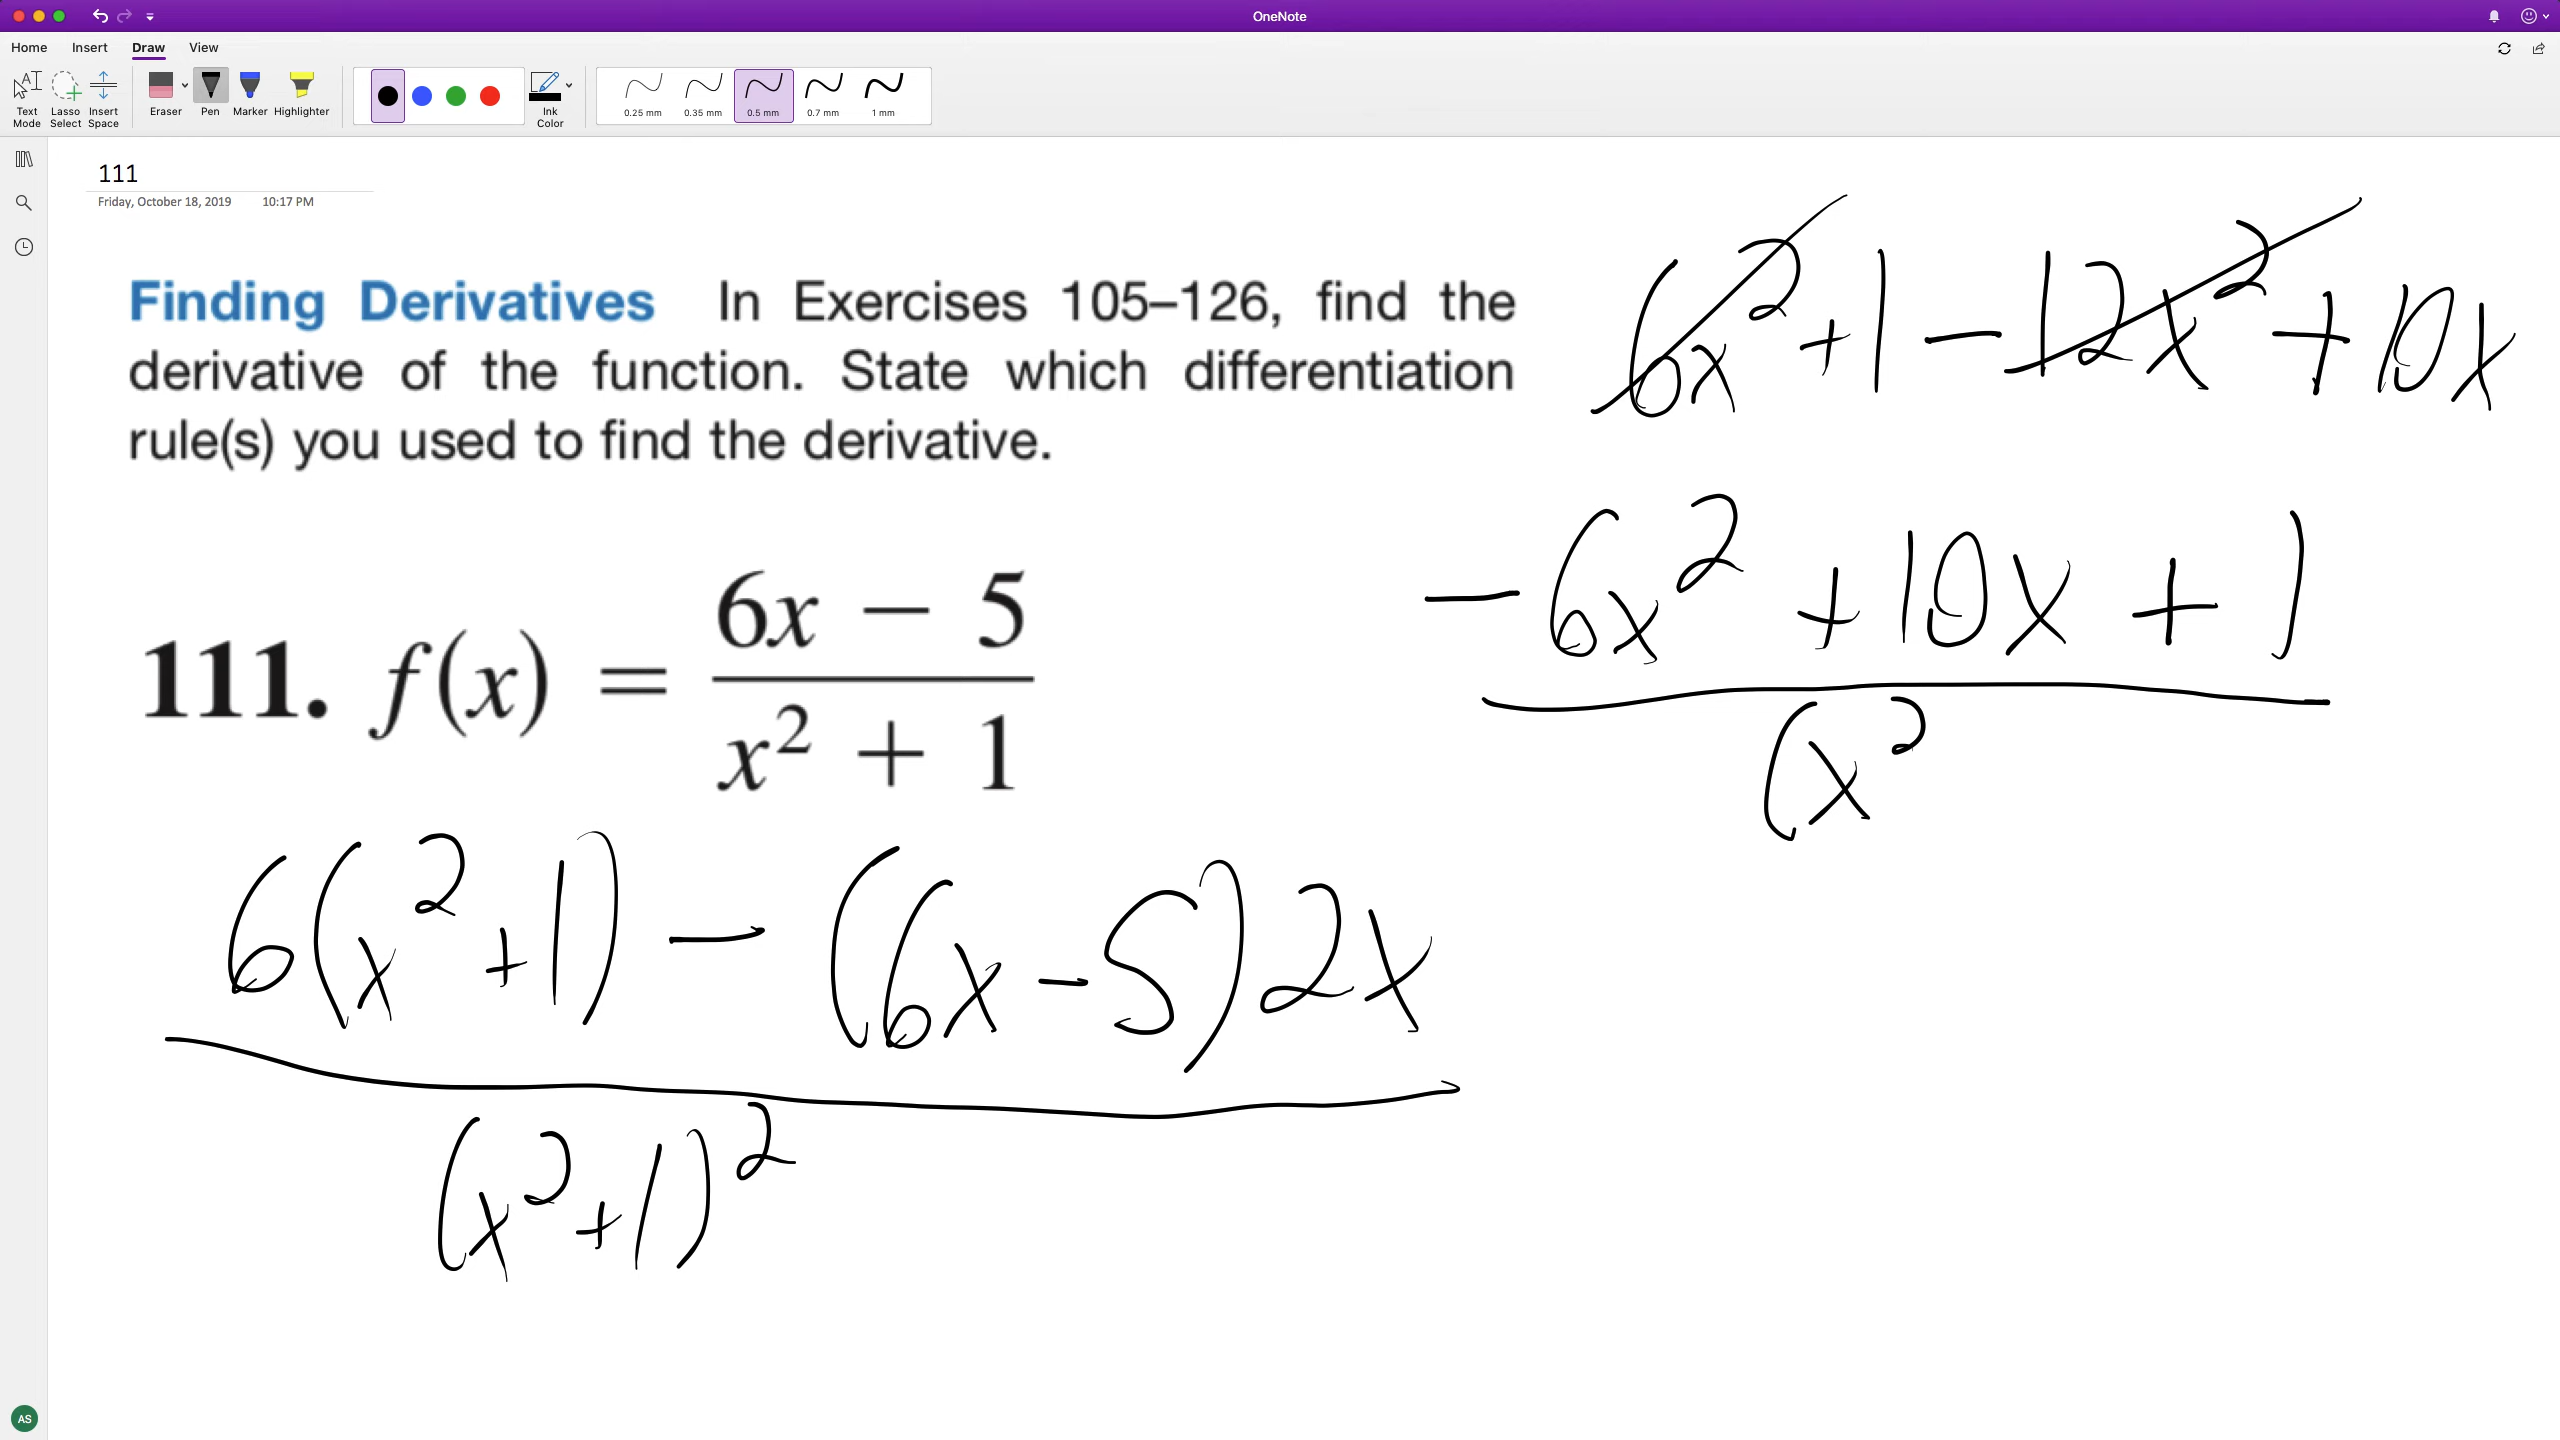 OneNote
Home Insert Draw View
Text Mode Lasso Select Insert Space Eraser Pen Marker Highlighter Ink Color 0.25 mm 0.35 mm 0.5 mm 0.7 mm 1 mm
111
Friday, October 18, 2019 10:17 PM
Finding Derivatives In Exercises 105–126, find the
derivative of the function. State which differentiation
rule(s) you used to find the derivative.
111. f(x) = (6x − 5)/(x² + 1)
6(x²+1) − (6x−5)2x
(x²+1)²
6x²+1−12x²+10x
−6x²+10x+1
(x²
AS